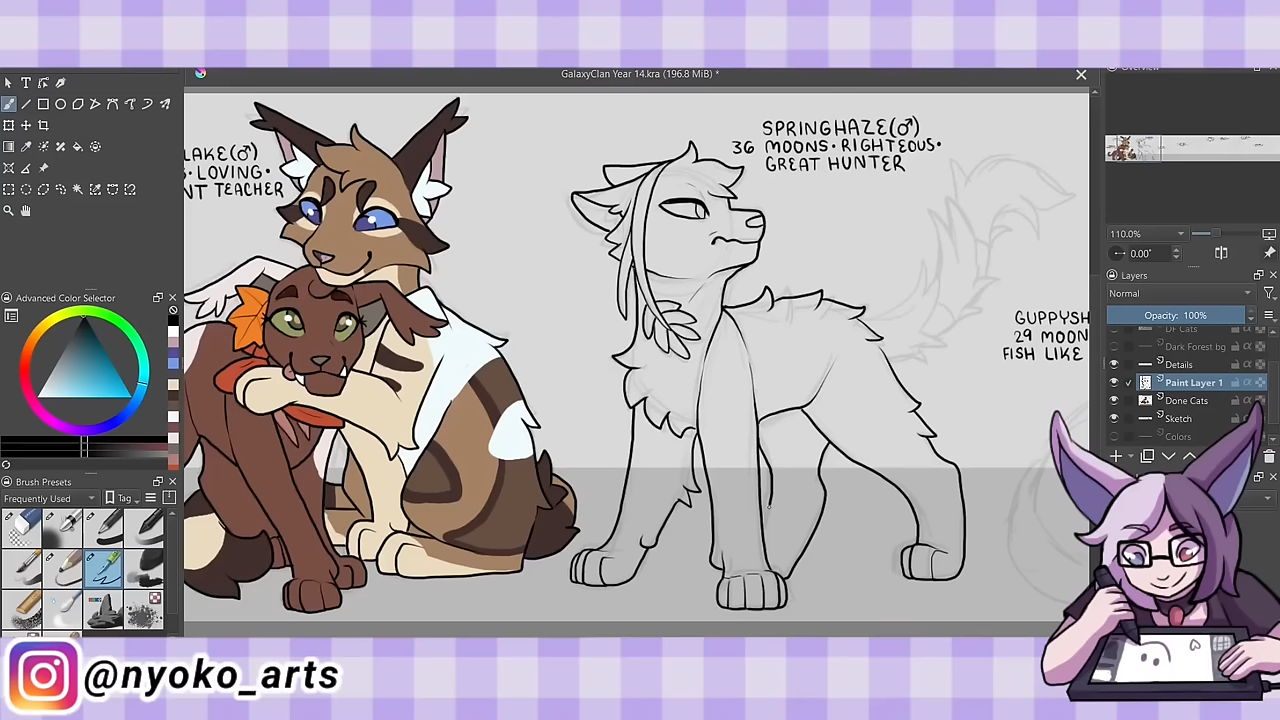 GalaxyClan Year 14.kra (196.8 MiB) *
LAKE(♂)
LOVING•
NT TEACHER
SPRINGHAZE(♂)
36 MOONS • RIGHTEOUS •
GREAT HUNTER
GUPPYSH
29 MOON
FISH LIKE
Advanced Color Selector
Brush Presets
Frequently Used
Tag
110.0%
0.00°
Layers
Normal
Opacity: 100%
DF Cats
Dark Forest bg
Details
Paint Layer 1
Done Cats
Sketch
Colors
@nyoko_arts